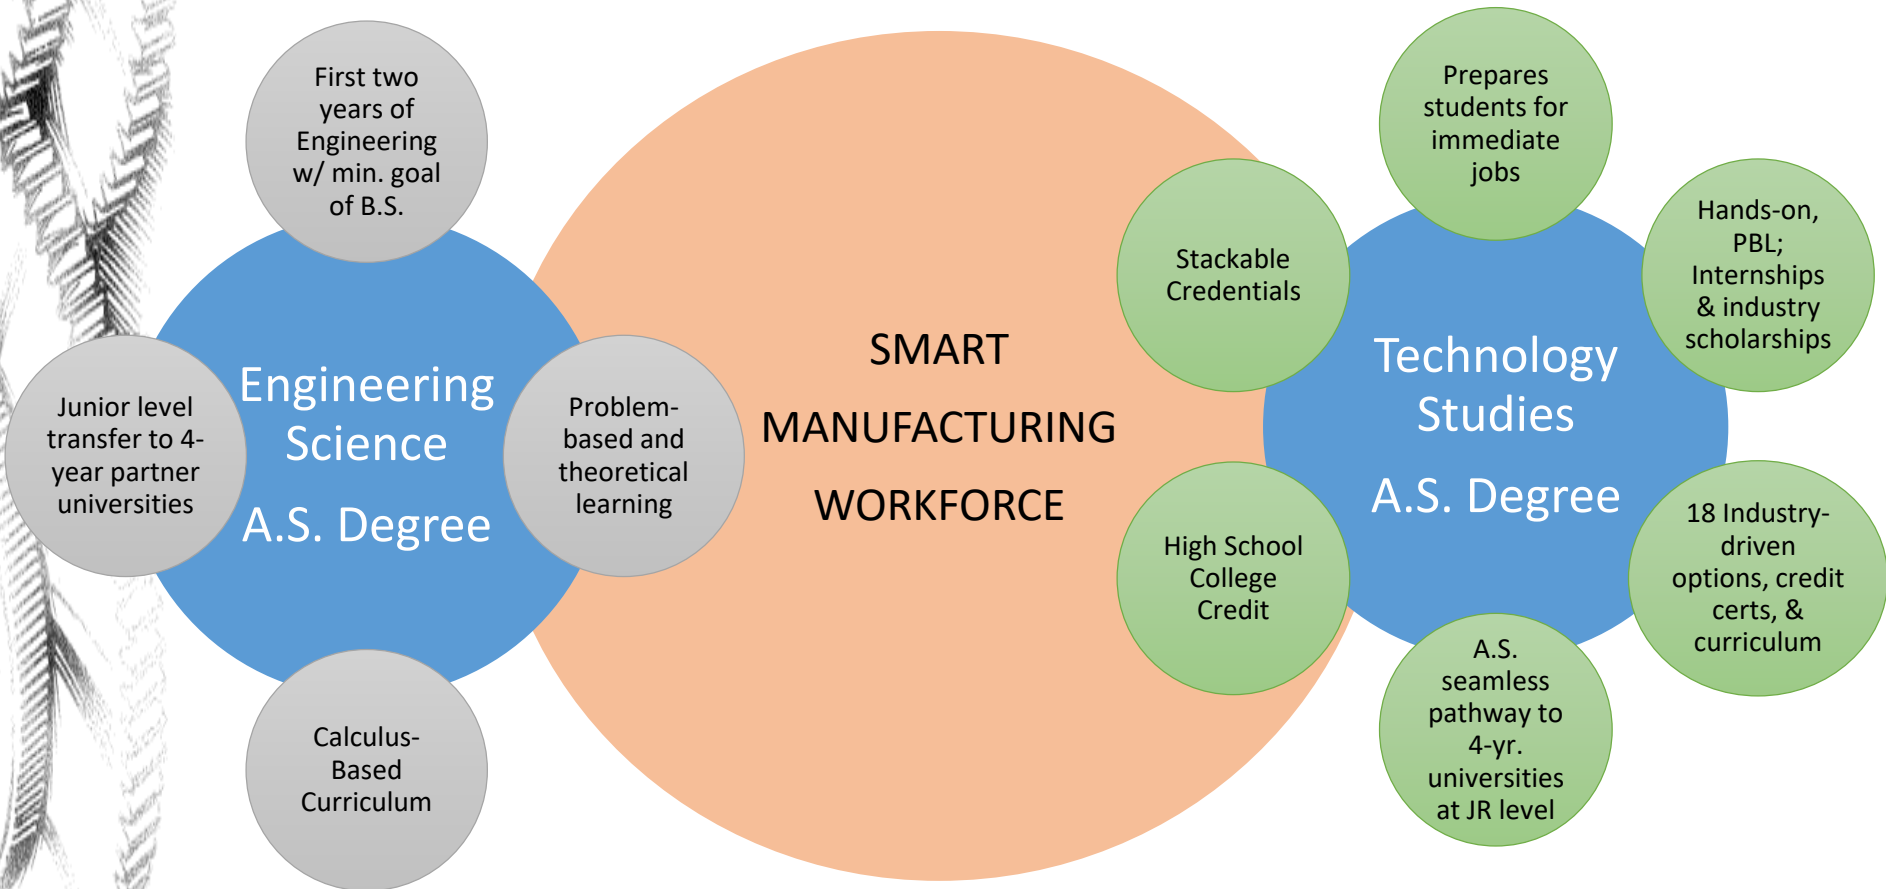 First two
years of
Engineering
w/ min. goal
of B.S.
Junior level
transfer to 4-
year partner
universities
Engineering
Science
A.S. Degree
Problem-
based and
theoretical
learning
Calculus-
Based
Curriculum
SMART
MANUFACTURING
WORKFORCE
Stackable
Credentials
High School
College
Credit
Prepares
students for
immediate
jobs
Technology
Studies
A.S. Degree
Hands-on,
PBL;
Internships
& industry
scholarships
18 Industry-
driven
options, credit
certs, &
curriculum
A.S.
seamless
pathway to
4-yr.
universities
at JR level